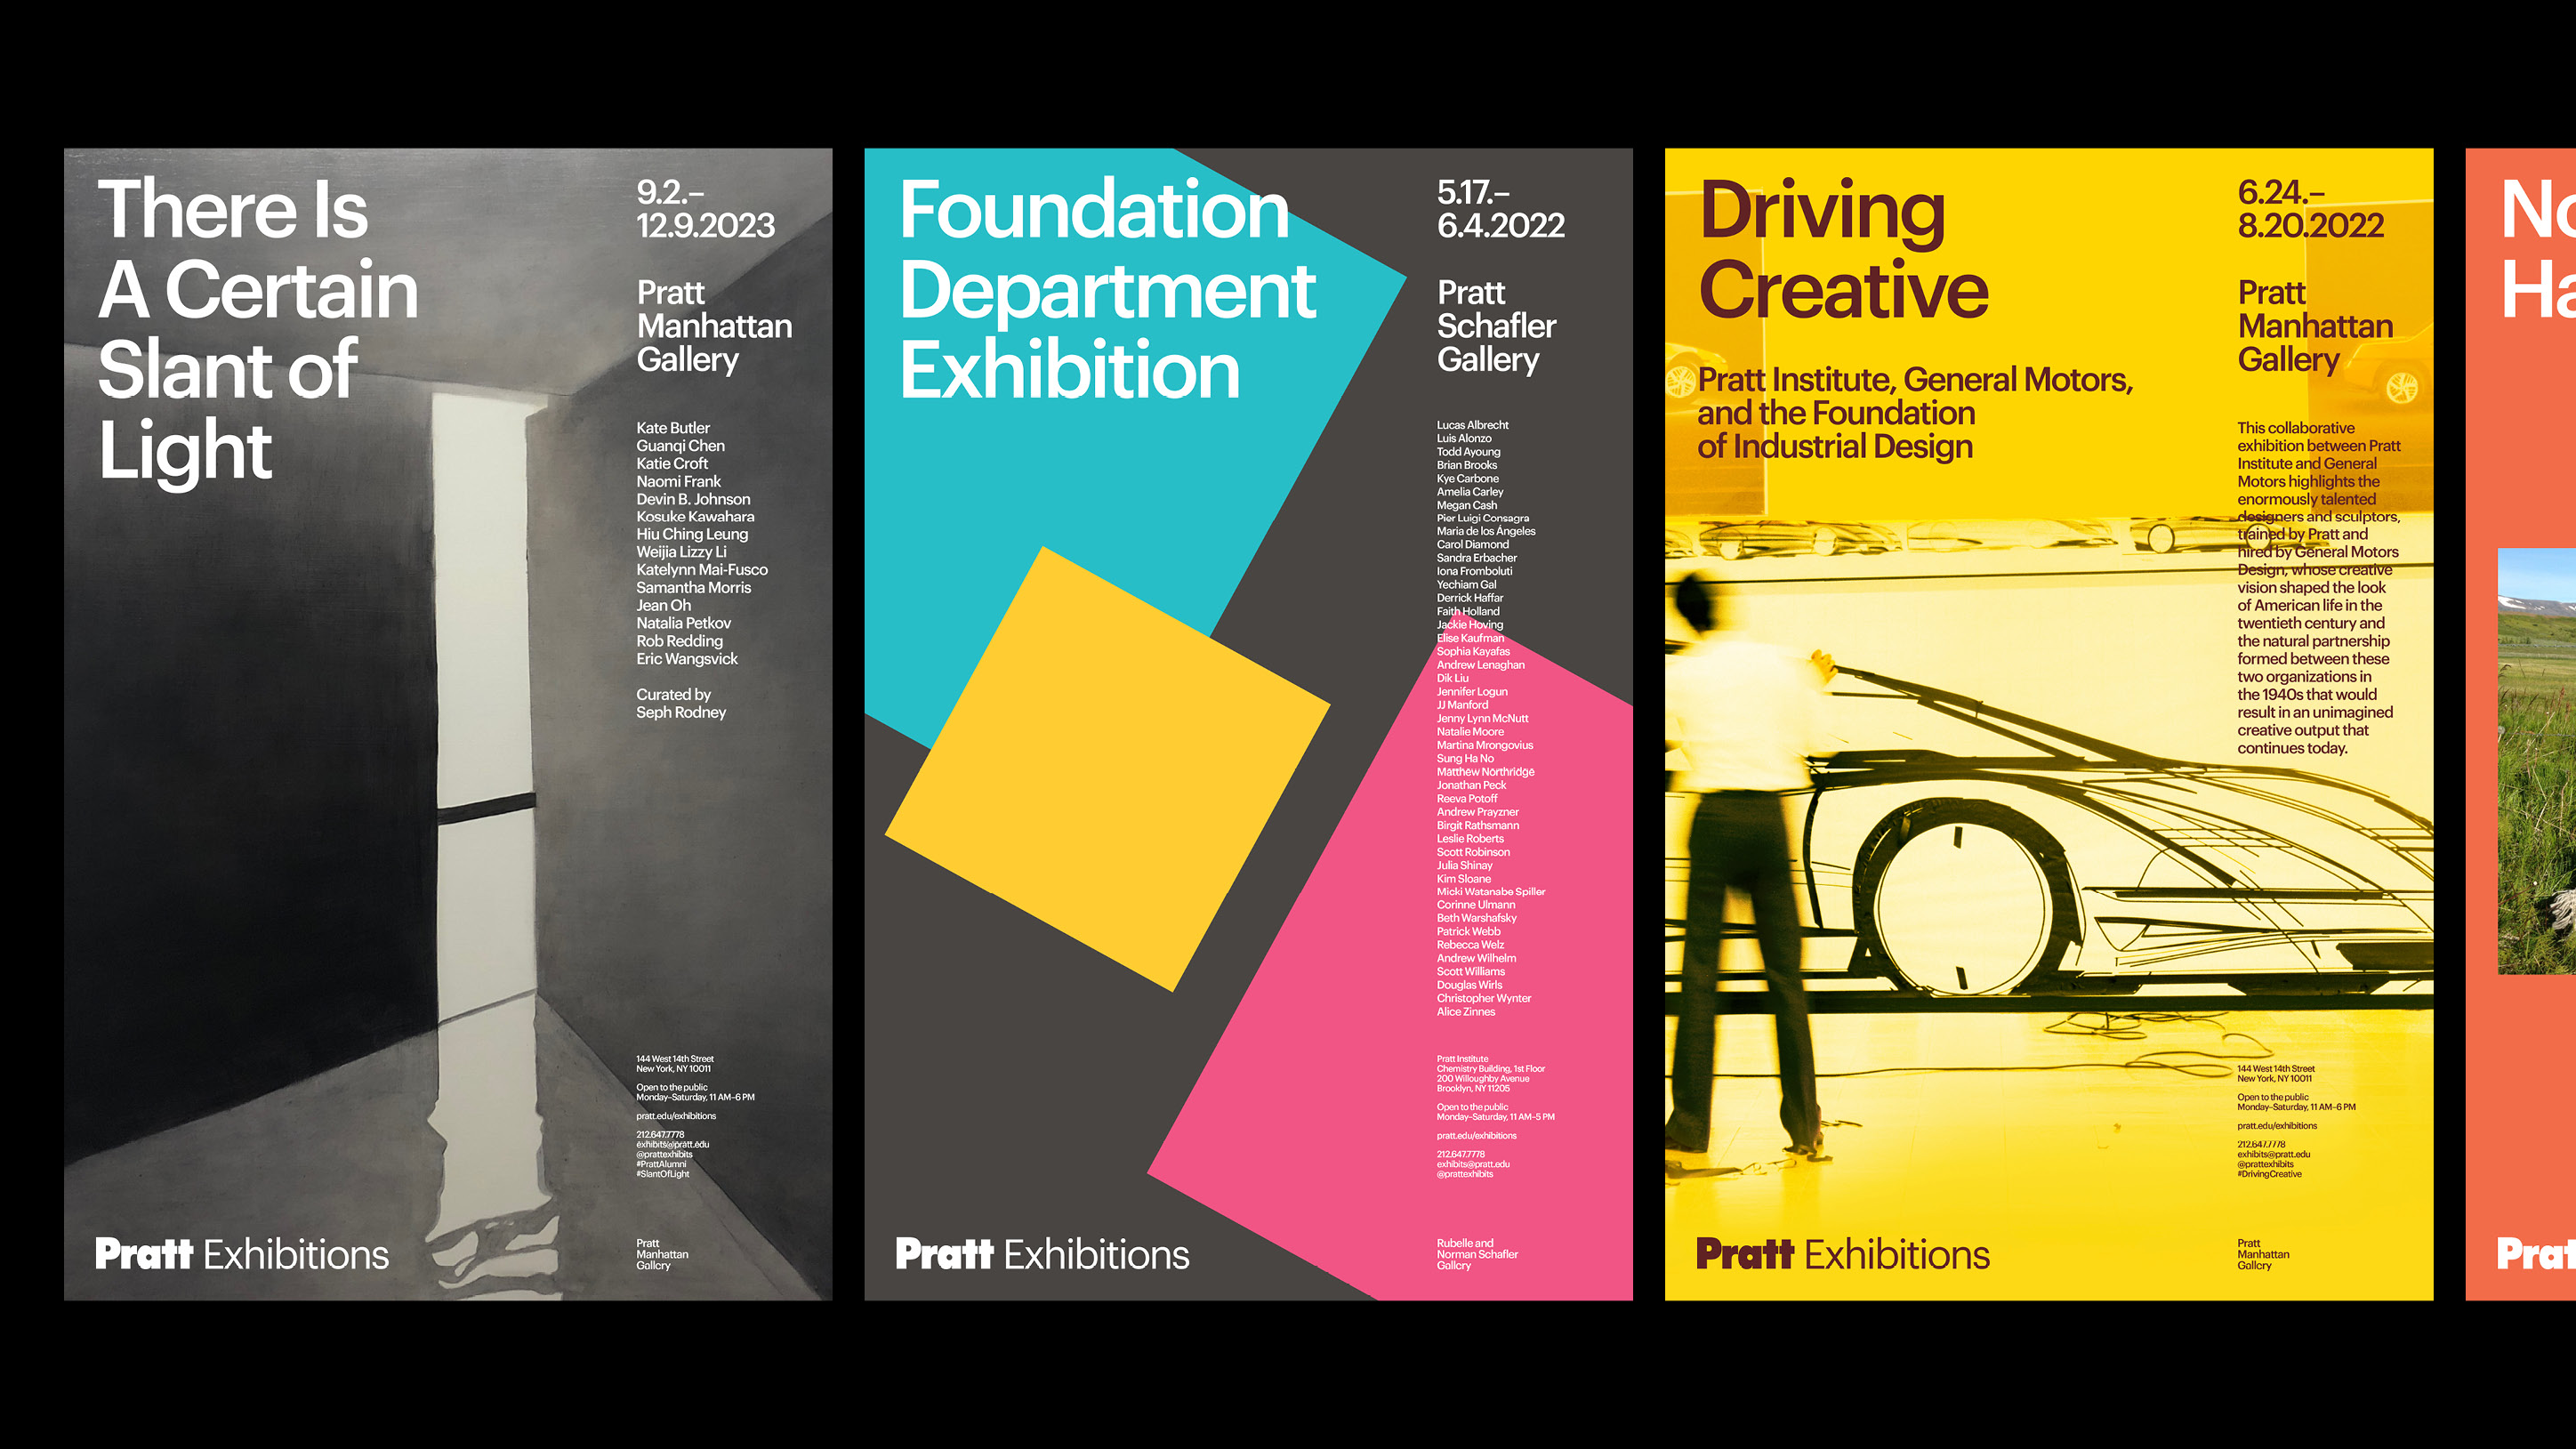 There Is
A Certain
Slant of
Light
9.2.–
12.9.2023
Pratt
Manhattan
Gallery
Kate Butler
Guanqi Chen
Katie Croft
Naomi Frank
Devin B. Johnson
Kosuke Kawahara
Hiu Ching Leung
Weijia Lizzy Li
Katelynn Mai-Fusco
Samantha Morris
Jean Oh
Natalia Petkov
Rob Redding
Eric Wangsvick
Curated by
Seph Rodney
144 West 14th Street
New York, NY 10011
Open to the public
Monday–Saturday, 11 AM–6 PM
pratt.edu/exhibitions
212.647.7778
exhibits@pratt.edu
@prattexhibits
#PrattAlumni
#SlantOfLight
Pratt Exhibitions
Pratt
Manhattan
Gallery
Foundation
Department
Exhibition
5.17.–
6.4.2022
Pratt
Schafler
Gallery
Lucas Albrecht
Luis Alonzo
Todd Ayoung
Brian Brooks
Kye Carbone
Amelia Carley
Megan Cash
Pier Luigi Consagra
Maria de los Ángeles
Carol Diamond
Sandra Erbacher
Iona Fromboluti
Yechiam Gal
Derrick Haffar
Faith Holland
Jackie Hoving
Elise Kaufman
Sophia Kayafas
Andrew Lenaghan
Dik Liu
Jennifer Logun
JJ Manford
Jenny Lynn McNutt
Natalie Moore
Martina Mrongovius
Sung Ha No
Matthew Northridge
Jonathan Peck
Reeva Potoff
Andrew Prayzner
Birgit Rathsmann
Leslie Roberts
Scott Robinson
Julia Shinay
Kim Sloane
Micki Watanabe Spiller
Corinne Ulmann
Beth Warshafsky
Patrick Webb
Rebecca Welz
Andrew Wilhelm
Scott Williams
Douglas Wirls
Christopher Wynter
Alice Zinnes
Pratt Institute
Chemistry Building, 1st Floor
200 Willoughby Avenue
Brooklyn, NY 11205
Open to the public
Monday–Saturday, 11 AM–5 PM
pratt.edu/exhibitions
212.647.7778
exhibits@pratt.edu
@prattexhibits
Pratt Exhibitions
Rubelle and
Norman Schafler
Gallery
Driving
Creative
Pratt Institute, General Motors,
and the Foundation
of Industrial Design
6.24.–
8.20.2022
Pratt
Manhattan
Gallery
This collaborative
exhibition between Pratt
Institute and General
Motors highlights the
enormously talented
designers and sculptors,
trained by Pratt and
hired by General Motors
Design, whose creative
vision shaped the look
of American life in the
twentieth century and
the natural partnership
formed between these
two organizations in
the 1940s that would
result in an unimagined
creative output that
continues today.
144 West 14th Street
New York, NY 10011
Open to the public
Monday–Saturday, 11 AM–6 PM
pratt.edu/exhibitions
212.647.7778
exhibits@pratt.edu
@prattexhibits
#DrivingCreative
Pratt Exhibitions
Pratt
Manhattan
Gallery